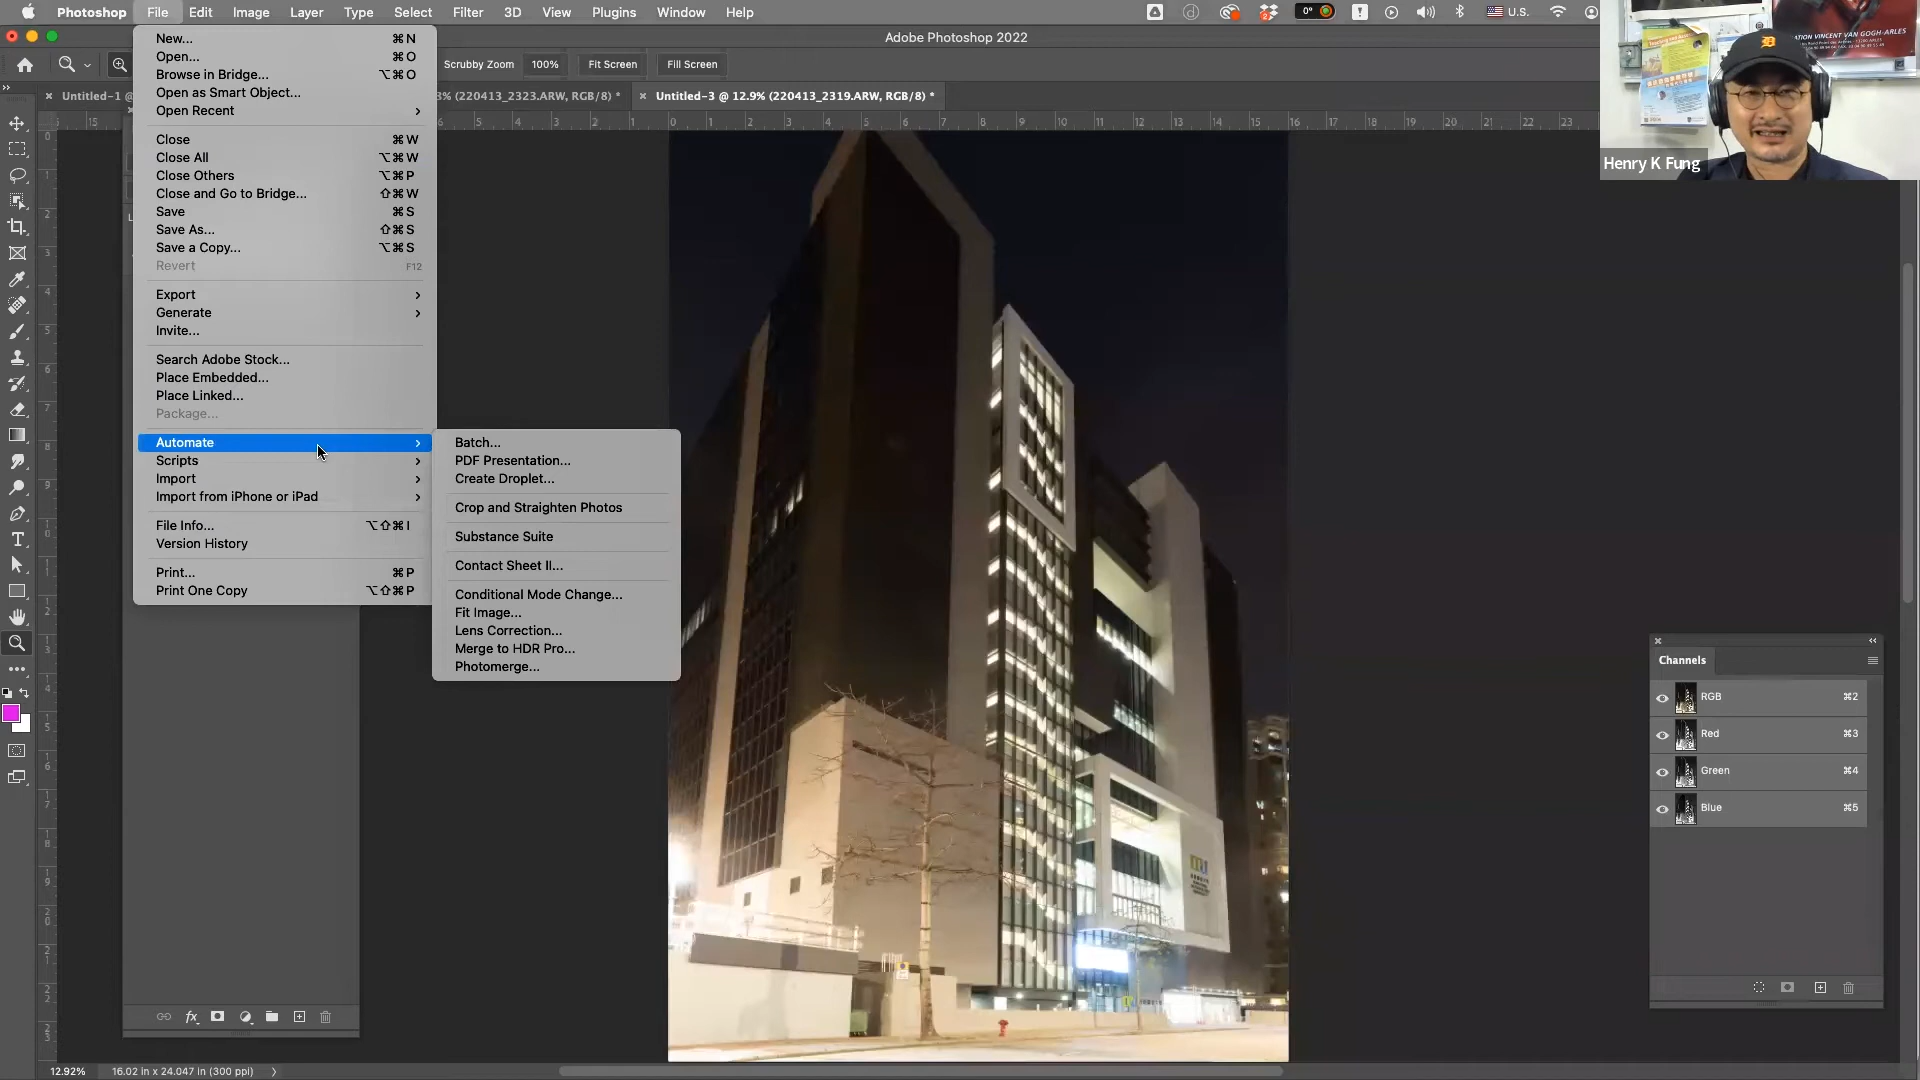 Photoshop File Edit Image Layer Type Select Filter 3D View Plugins Window Help
0° U.S.
Adobe Photoshop 2022
Scrubby Zoom 100% Fit Screen Fill Screen
Untitled-1 @ 3% (220413_2323.ARW, RGB/8) * Untitled-3 @ 12.9% (220413_2319.ARW, RGB/8) *
New... ⌘N
Open... ⌘O
Browse in Bridge... ⌥⌘O
Open as Smart Object...
Open Recent
Close ⌘W
Close All ⌥⌘W
Close Others ⌥⌘P
Close and Go to Bridge... ⇧⌘W
Save ⌘S
Save As... ⇧⌘S
Save a Copy... ⌥⌘S
Revert F12
Export
Generate
Invite...
Search Adobe Stock...
Place Embedded...
Place Linked...
Package...
Automate
Scripts
Import
Import from iPhone or iPad
File Info... ⌥⇧⌘I
Version History
Print... ⌘P
Print One Copy ⌥⇧⌘P
Batch...
PDF Presentation...
Create Droplet...
Crop and Straighten Photos
Substance Suite
Contact Sheet II...
Conditional Mode Change...
Fit Image...
Lens Correction...
Merge to HDR Pro...
Photomerge...
ATION VINCENT VAN GOGH-ARLES
Henry K Fung
Channels
RGB ⌘2
Red ⌘3
Green ⌘4
Blue ⌘5
12.92% 16.02 in x 24.047 in (300 ppi)